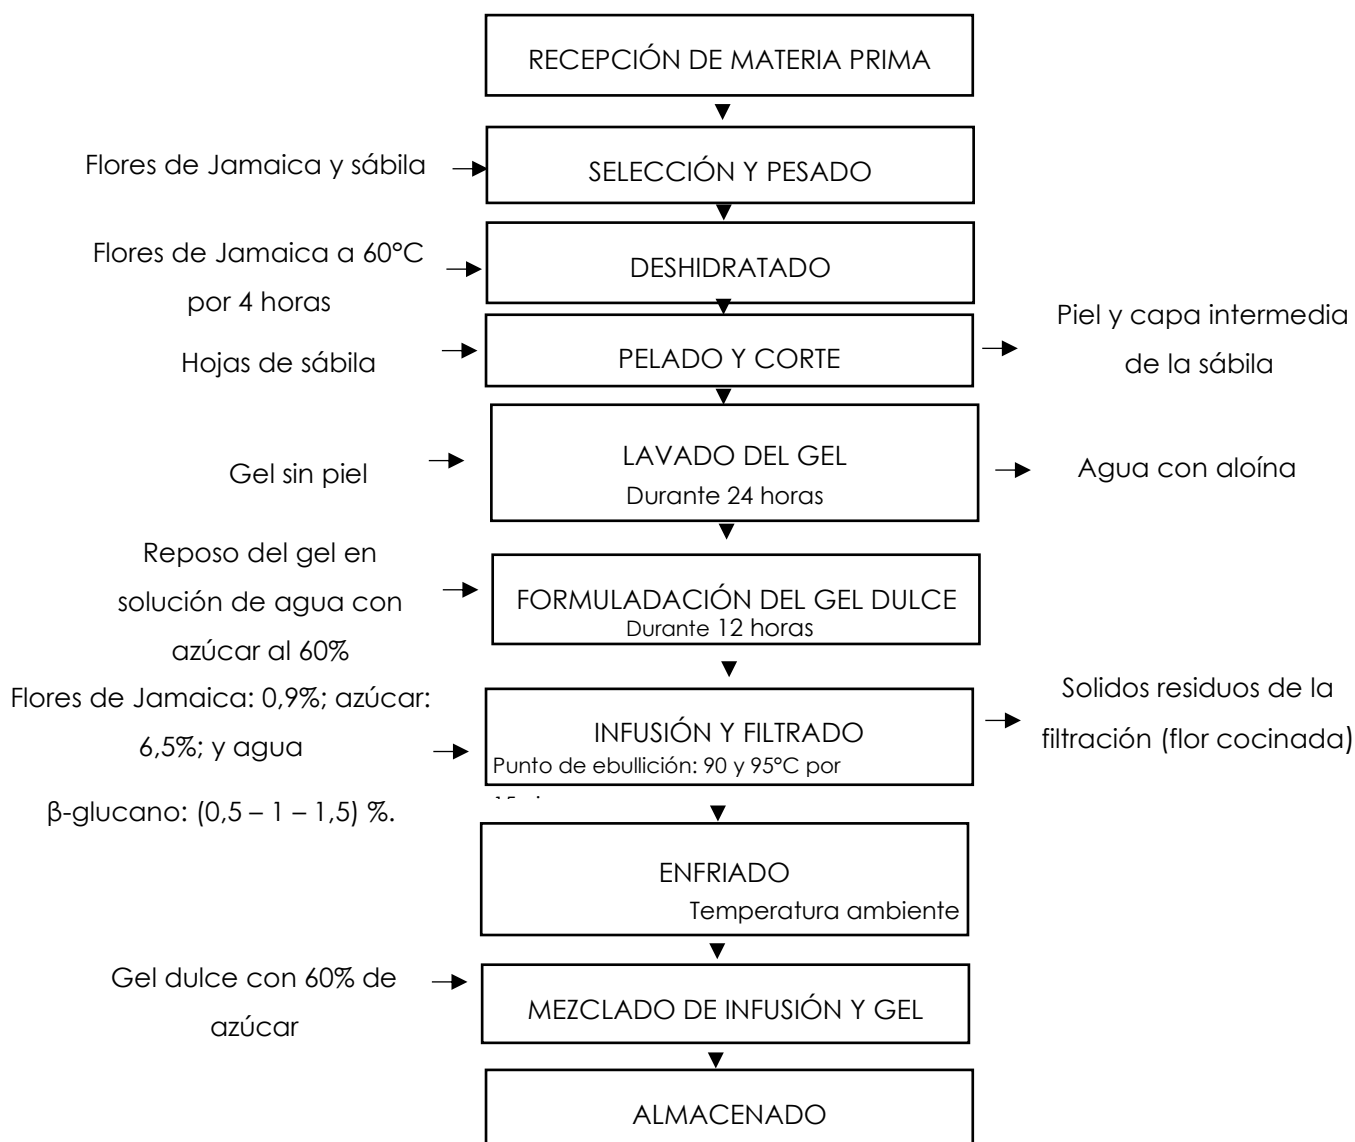 RECEPCIÓN DE MATERIA PRIMA
Flores de Jamaica y sábila
SELECCIÓN Y PESADO
Flores de Jamaica a 60°C
por 4 horas
DESHIDRATADO
Hojas de sábila
PELADO Y CORTE
Piel y capa intermedia
de la sábila
Gel sin piel
LAVADO DEL GEL
Durante 24 horas
Agua con aloína
Reposo del gel en
solución de agua con
azúcar al 60%
FORMULADACIÓN DEL GEL DULCE
Durante 12 horas
Flores de Jamaica: 0,9%; azúcar:
6,5%; y agua
β-glucano: (0,5 – 1 – 1,5) %.
INFUSIÓN Y FILTRADO
Punto de ebullición: 90 y 95°C por
Solidos residuos de la
filtración (flor cocinada)
ENFRIADO
Temperatura ambiente
Gel dulce con 60% de
azúcar
MEZCLADO DE INFUSIÓN Y GEL
ALMACENADO